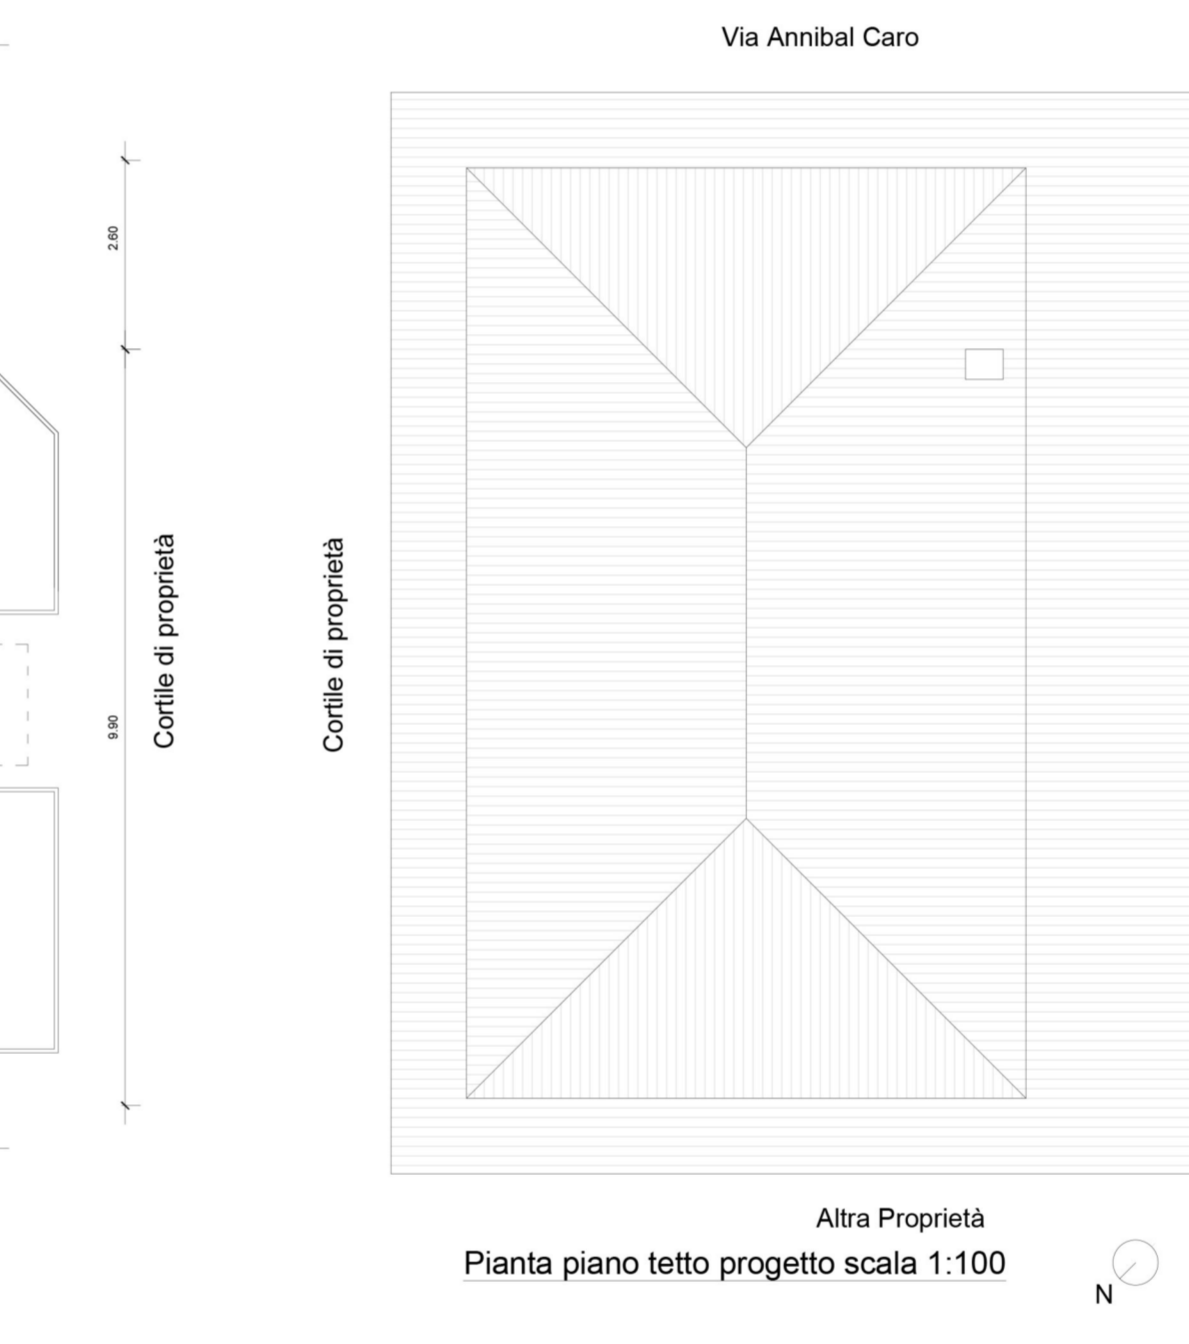 Via Annibal Caro
2.60
9.90
Cortile di proprietà
Cortile di proprietà
Altra Proprietà
Pianta piano tetto progetto scala 1:100
N